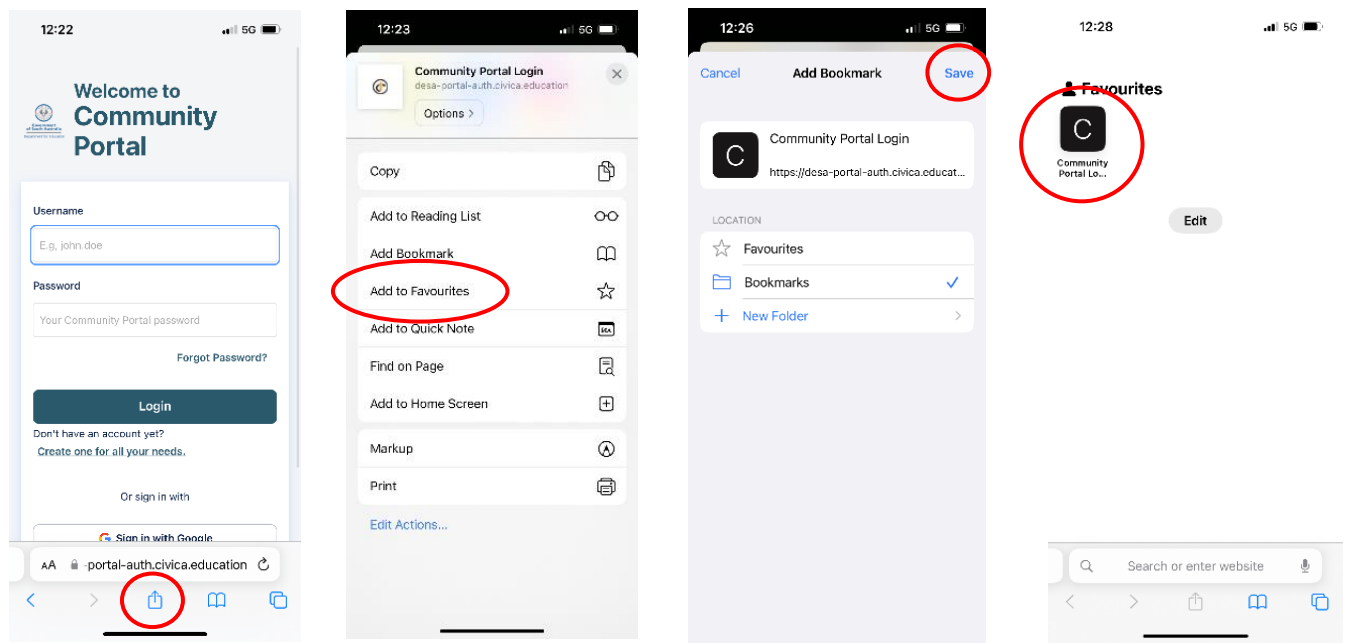 12:22
5G
Welcome to
Community
Portal
Username
E.g, john.doe
Password
Your Community Portal password
Forgot Password?
Login
Don't have an account yet?
Create one for all your needs.
Or sign in with
Sign in with Google
AA -portal-auth.civica.education
12:23
5G
Community Portal Login
desa-portal-auth.civica.education
Options >
Copy
Add to Reading List
Add Bookmark
Add to Favourites
Add to Quick Note
Find on Page
Add to Home Screen
Markup
Print
Edit Actions...
12:26
5G
Cancel Add Bookmark Save
C
Community Portal Login
https://desa-portal-auth.civica.educat...
LOCATION
Favourites
Bookmarks
New Folder
12:28
5G
Favourites
C
Community
Portal Lo...
Edit
Search or enter website